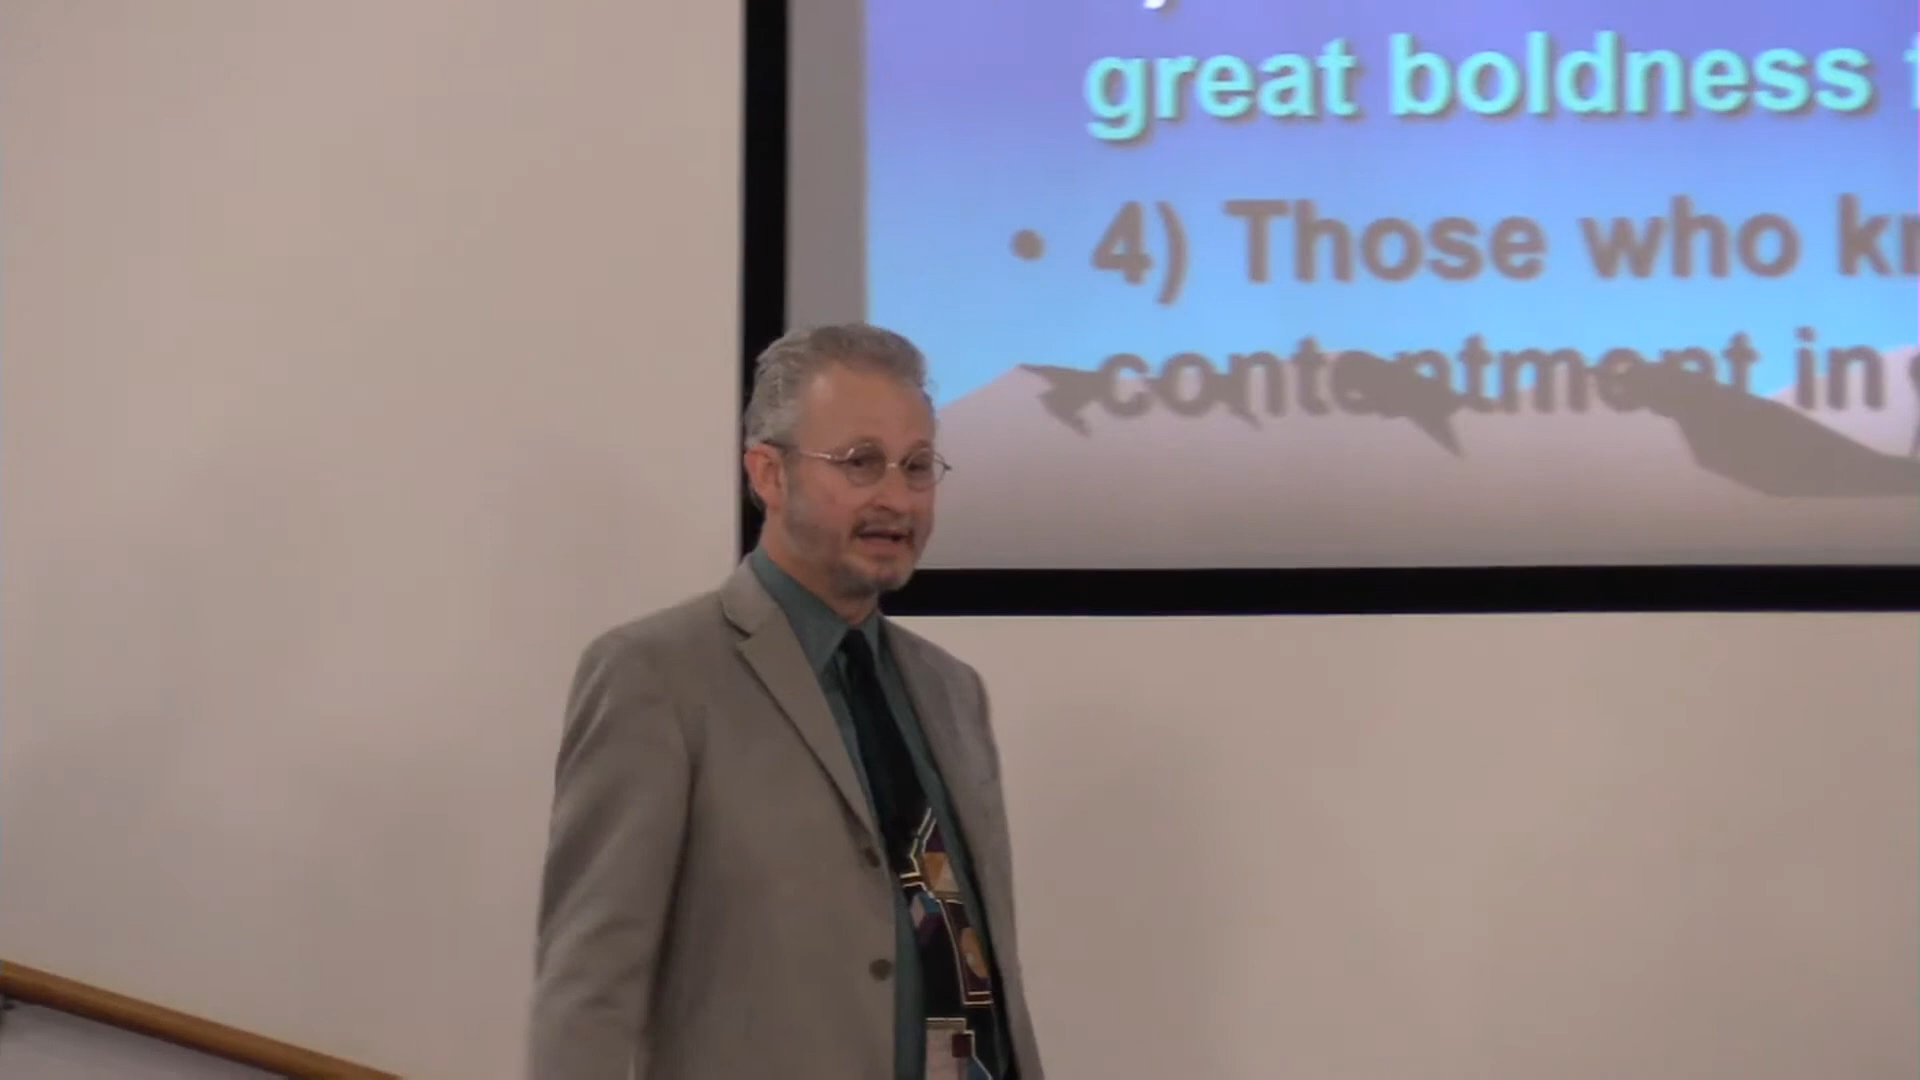 great boldness
• 4) Those who kn
contentment in